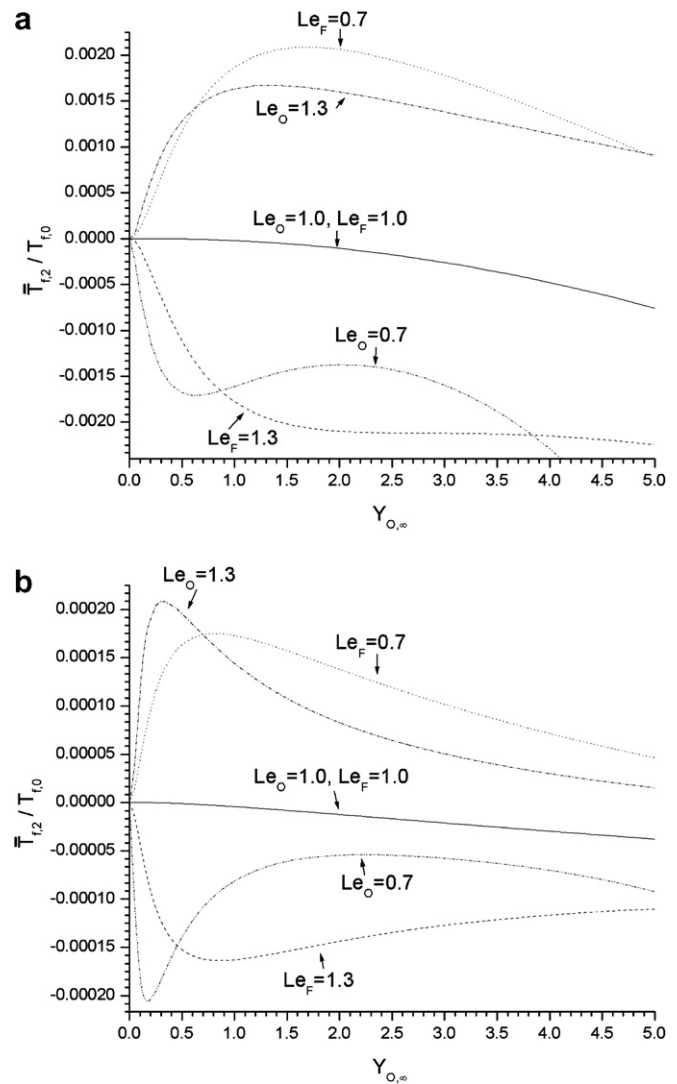 a
Le_F=0.7
0.0020
0.0015
Le_O=1.3
0.0010
0.0005
Le_O=1.0, Le_F=1.0
0.0000
T̿_f,2 / T_f,0
-0.0005
-0.0010
Le_O=0.7
-0.0015
Le_F=1.3
-0.0020
0.0 0.5 1.0 1.5 2.0 2.5 3.0 3.5 4.0 4.5 5.0
Y_O,∞
b
Le_O=1.3
0.00020
Le_F=0.7
0.00015
0.00010
0.00005
Le_O=1.0, Le_F=1.0
0.00000
T̿_f,2 / T_f,0
-0.00005
Le_O=0.7
-0.00010
-0.00015
Le_F=1.3
-0.00020
0.0 0.5 1.0 1.5 2.0 2.5 3.0 3.5 4.0 4.5 5.0
Y_O,∞